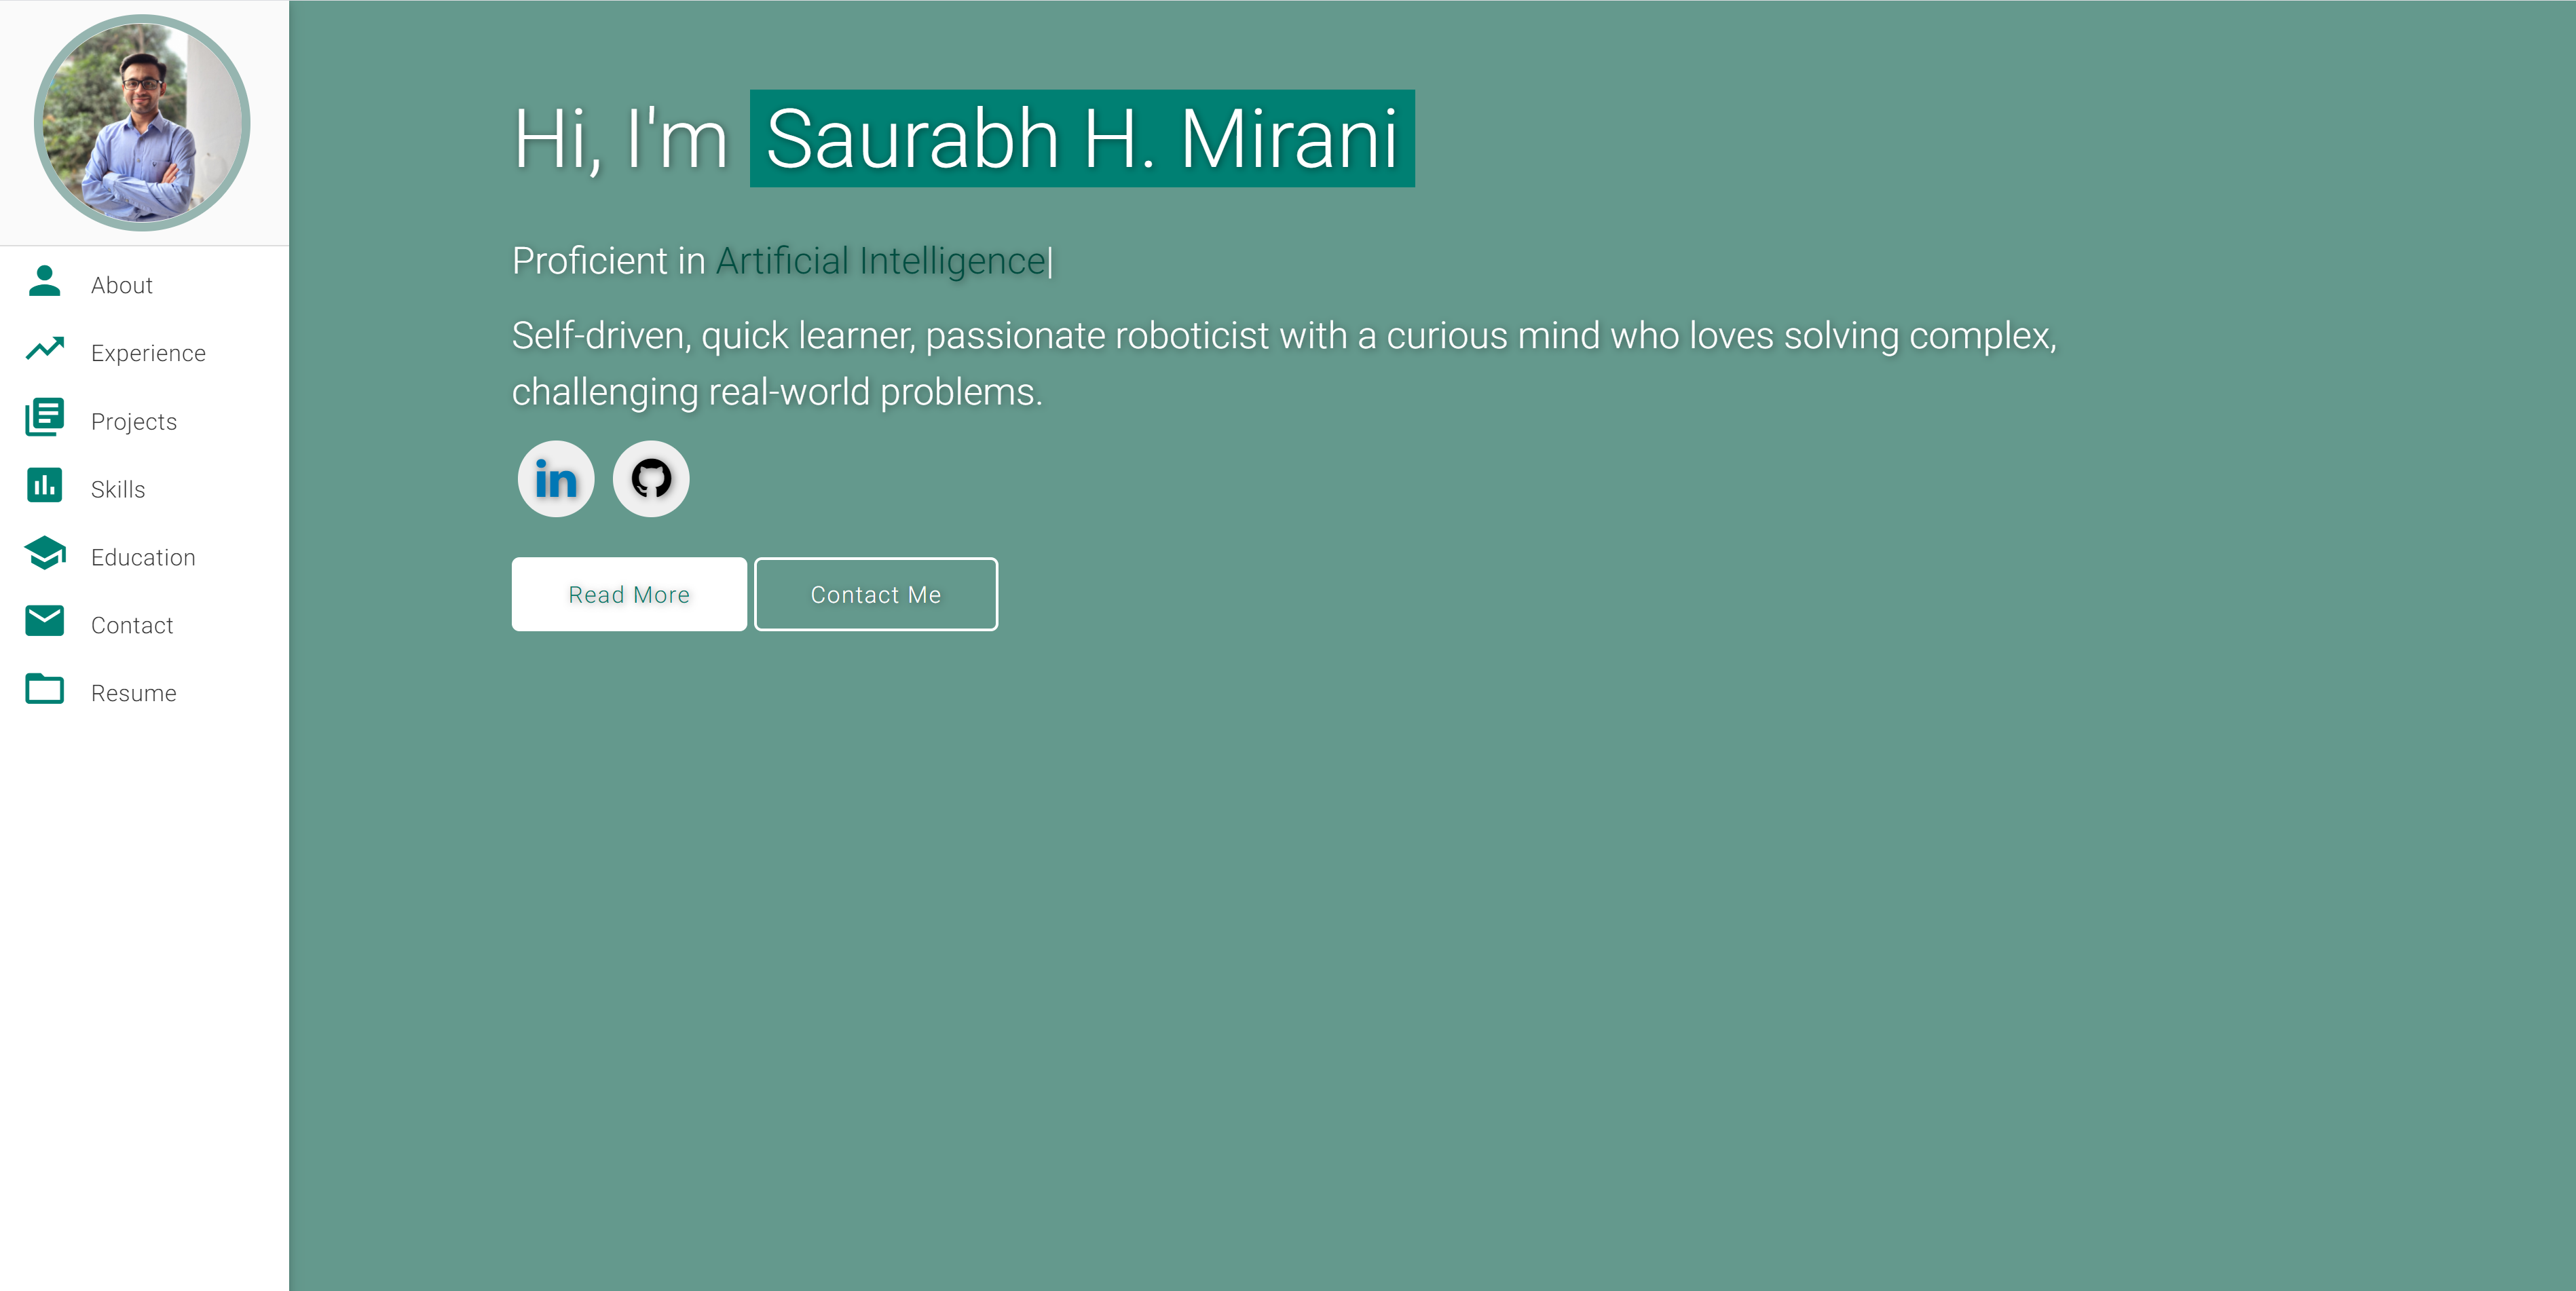 Hi, I'm Saurabh H. Mirani
Proficient in Artificial Intelligence|
Self-driven, quick learner, passionate roboticist with a curious mind who loves solving complex,
challenging real-world problems.
in
Read More
Contact Me
About
Experience
Projects
Skills
Education
Contact
Resume